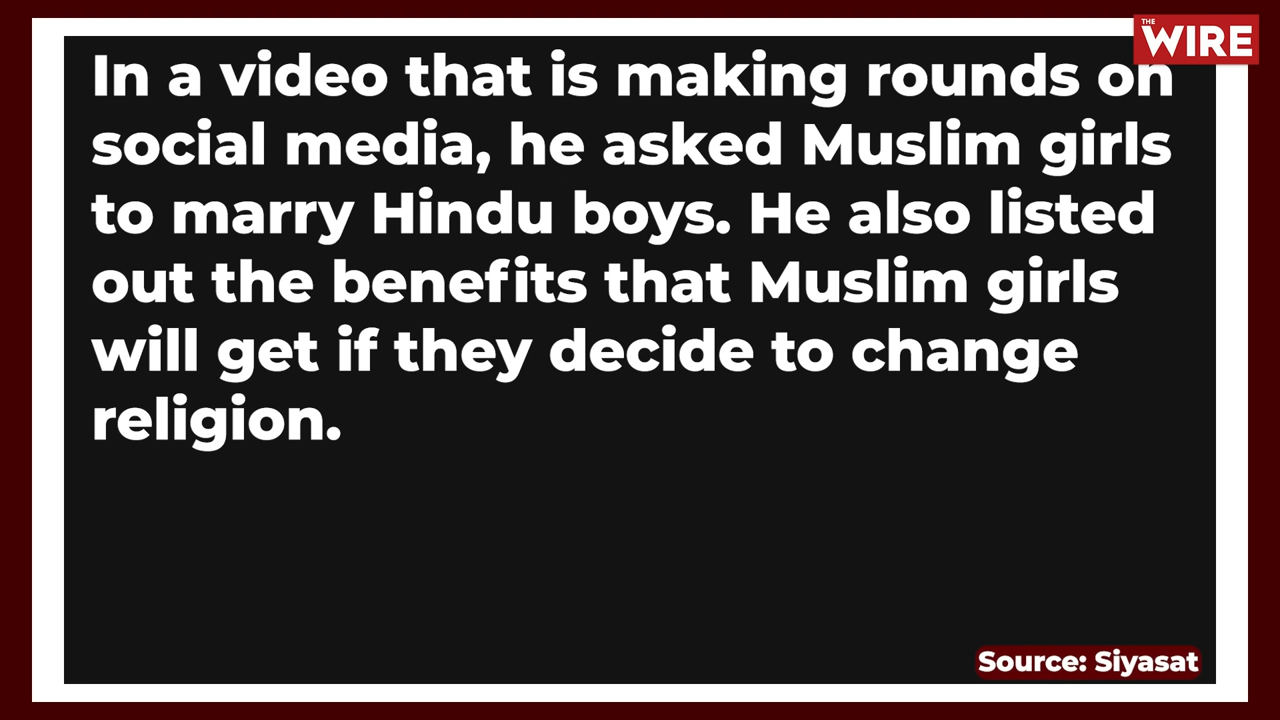 THE
WIRE
In a video that is making rounds on
social media, he asked Muslim girls
to marry Hindu boys. He also listed
out the benefits that Muslim girls
will get if they decide to change
religion.
Source: Siyasat